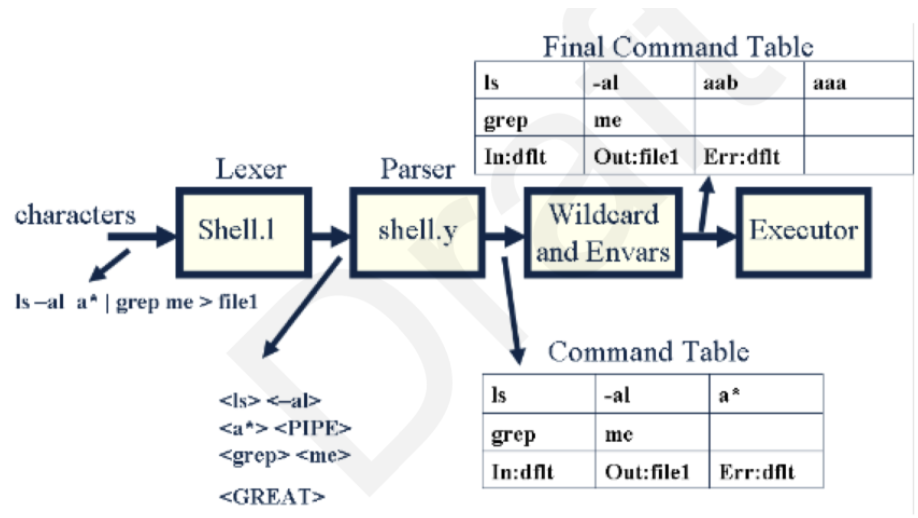 Final Command Table
ls -al aab aaa
grep me
In:dflt Out:file1 Err:dflt
Lexer Parser
characters
Shell.l
shell.y
Wildcard
and Envars
Executor
ls –al a* | grep me > file1
Command Table
ls -al a*
grep me
In:dflt Out:file1 Err:dflt
<ls> <–al>
<a*> <PIPE>
<grep> <me>
<GREAT>
Draft